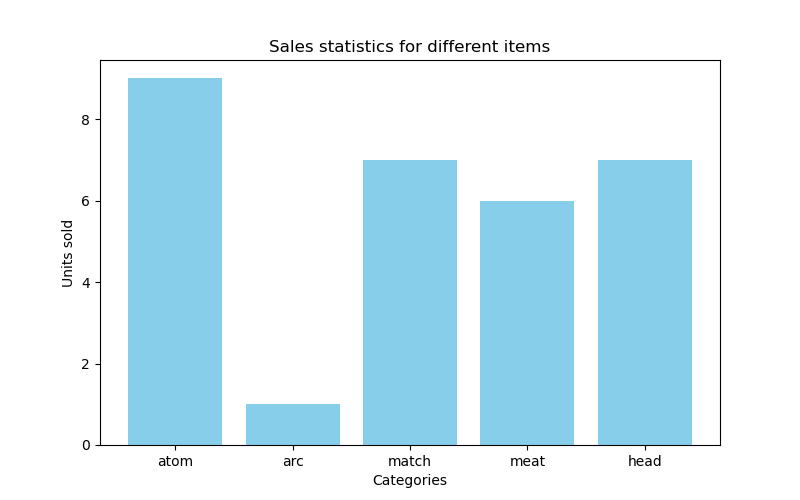 Sales statistics for different items
Units sold
8
6
4
2
0
atom arc match meat head
Categories